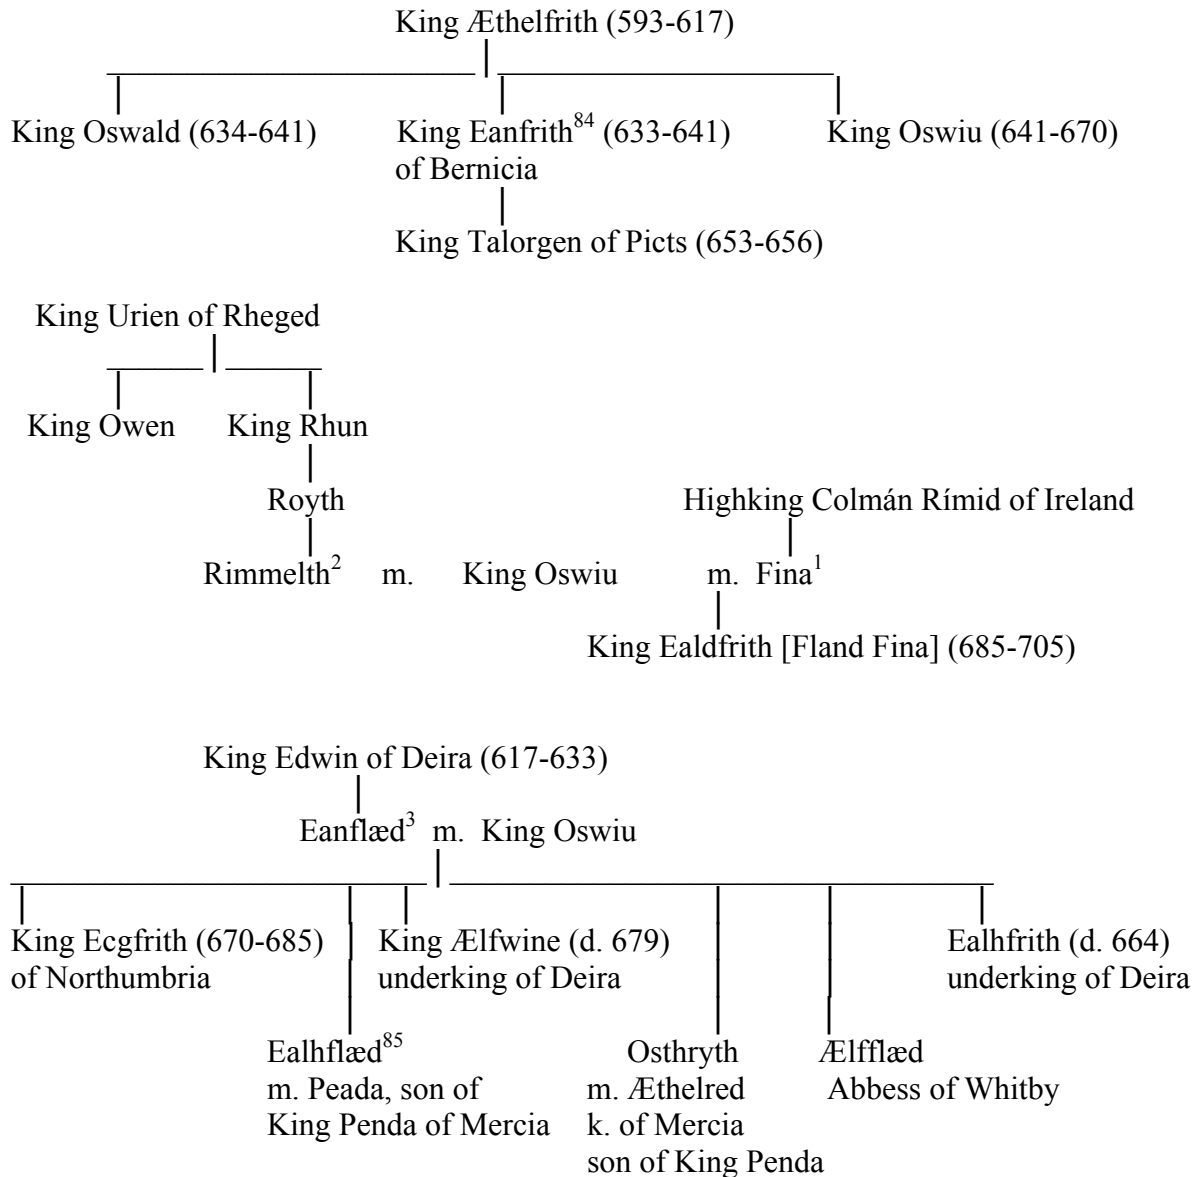 King Æthelfrith (593-617)
King Oswald (634-641) King Eanfrith84 (633-641) King Oswiu (641-670)
of Bernicia
King Talorgen of Picts (653-656)
King Urien of Rheged
King Owen King Rhun
Royth Highking Colmán Rímid of Ireland
Rimmelth2 m. King Oswiu m. Fina1
King Ealdfrith [Fland Fina] (685-705)
King Edwin of Deira (617-633)
Eanflæd3 m. King Oswiu
King Ecgfrith (670-685) King Ælfwine (d. 679) Ealhfrith (d. 664)
of Northumbria underking of Deira underking of Deira
Ealhflæd85 Osthryth Ælfflæd
m. Peada, son of m. Æthelred Abbess of Whitby
King Penda of Mercia k. of Mercia
son of King Penda